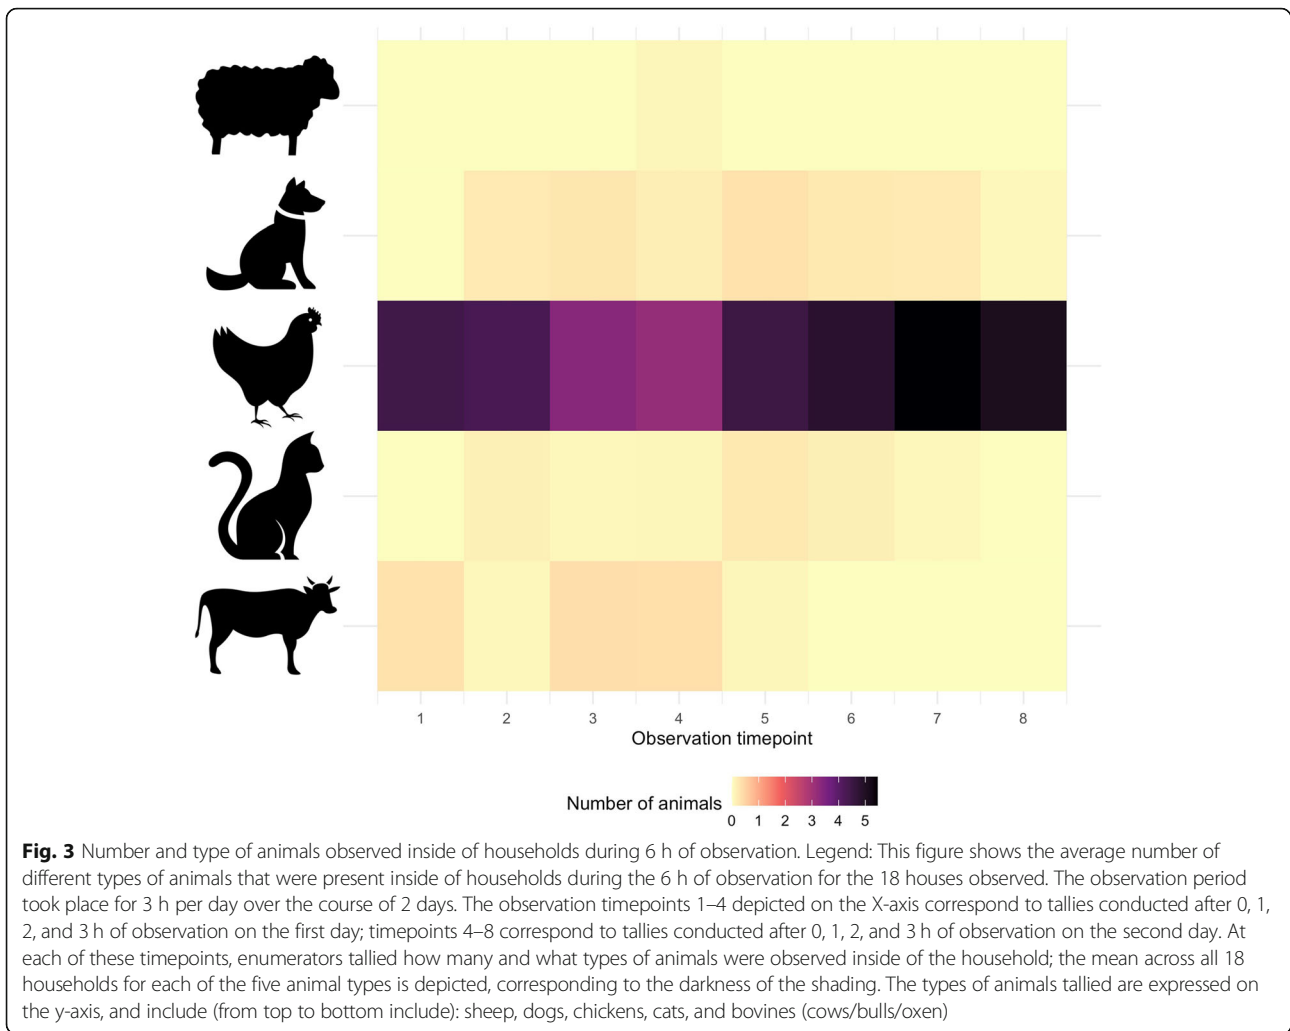 1 2 3 4 5 6 7 8
Observation timepoint
Number of animals
0 1 2 3 4 5
Fig. 3 Number and type of animals observed inside of households during 6 h of observation. Legend: This figure shows the average number of
different types of animals that were present inside of households during the 6 h of observation for the 18 houses observed. The observation period
took place for 3 h per day over the course of 2 days. The observation timepoints 1–4 depicted on the X-axis correspond to tallies conducted after 0, 1,
2, and 3 h of observation on the first day; timepoints 4–8 correspond to tallies conducted after 0, 1, 2, and 3 h of observation on the second day. At
each of these timepoints, enumerators tallied how many and what types of animals were observed inside of the household; the mean across all 18
households for each of the five animal types is depicted, corresponding to the darkness of the shading. The types of animals tallied are expressed on
the y-axis, and include (from top to bottom include): sheep, dogs, chickens, cats, and bovines (cows/bulls/oxen)